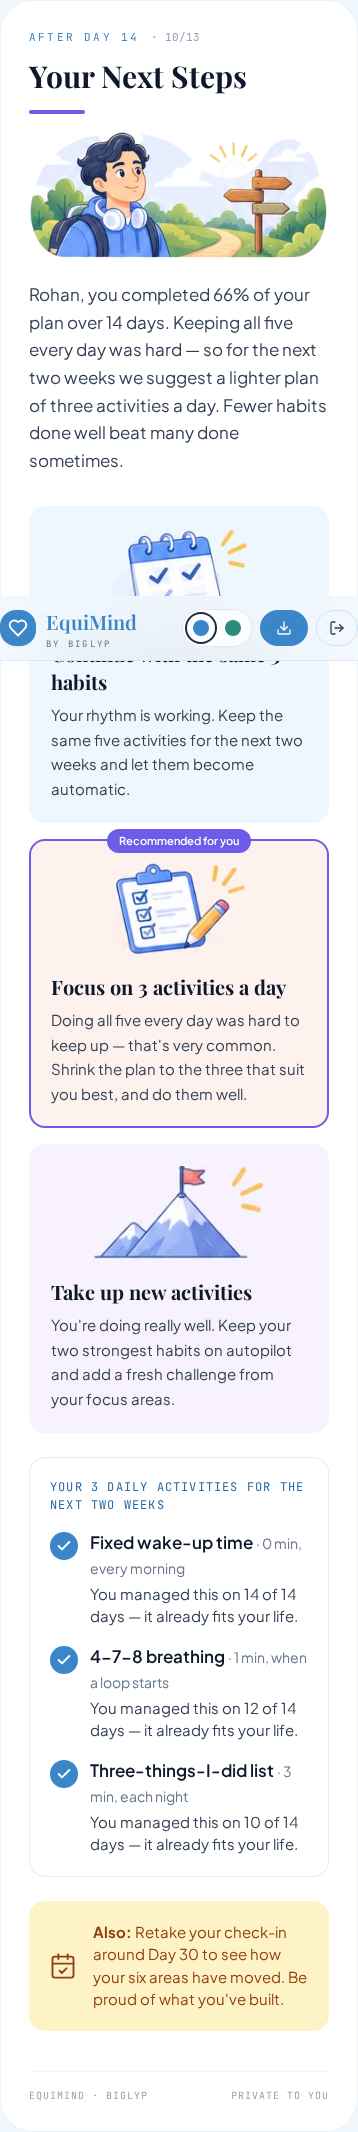 AFTER DAY 14 · 10/13
Your Next Steps
Rohan, you completed 66% of your
plan over 14 days. Keeping all five
every day was hard — so for the next
two weeks we suggest a lighter plan
of three activities a day. Fewer habits
done well beat many done
sometimes.
EquiMind
BY BIGLYP
habits
Your rhythm is working. Keep the
same five activities for the next two
weeks and let them become
automatic.
Recommended for you
Focus on 3 activities a day
Doing all five every day was hard to
keep up — that's very common.
Shrink the plan to the three that suit
you best, and do them well.
Take up new activities
You're doing really well. Keep your
two strongest habits on autopilot
and add a fresh challenge from
your focus areas.
YOUR 3 DAILY ACTIVITIES FOR THE
NEXT TWO WEEKS
Fixed wake-up time · 0 min,
every morning
You managed this on 14 of 14
days — it already fits your life.
4-7-8 breathing · 1 min, when
a loop starts
You managed this on 12 of 14
days — it already fits your life.
Three-things-I-did list · 3
min, each night
You managed this on 10 of 14
days — it already fits your life.
Also: Retake your check-in
around Day 30 to see how
your six areas have moved. Be
proud of what you've built.
EQUIMIND · BIGLYP
PRIVATE TO YOU